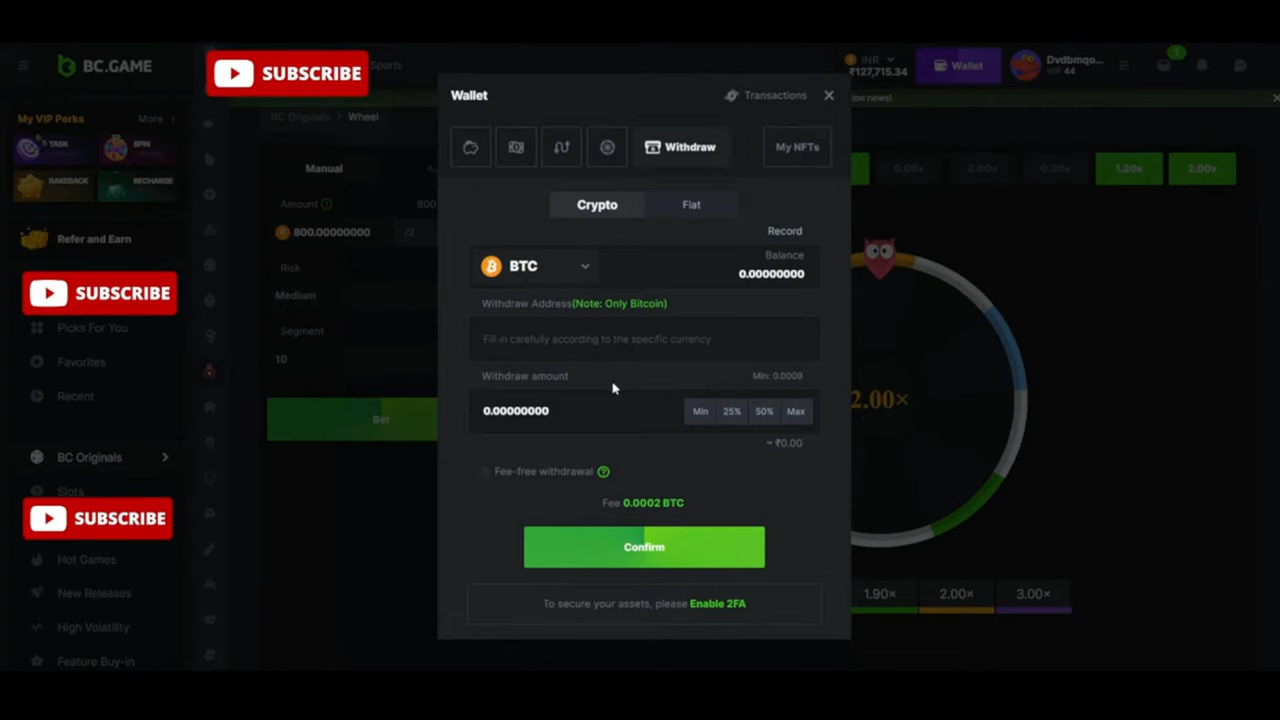 BC.GAME
SUBSCRIBE
Sports
INR
₹127,715.34
Wallet
Dvdbmqo...
VIP 44
1
ion news!
My VIP Perks
More
TASK
SPIN
RAKEBACK
RECHARGE
Refer and Earn
SUBSCRIBE
Picks For You
Favorites
Recent
BC Originals
Slots
SUBSCRIBE
Hot Games
New Releases
High Volatility
Feature Buy-in
BC Originals
Wheel
Manual
Amount
800.
800.00000000
/2
Risk
Medium
Segment
10
Bet
Wallet
Transactions
Withdraw
My NFTs
Crypto
Fiat
Record
BTC
Balance
0.00000000
Withdraw Address(Note: Only Bitcoin)
Fill in carefully according to the specific currency
Withdraw amount
Min: 0.0009
0.00000000
Min
25%
50%
Max
~ ₹0.00
Fee-free withdrawal
Fee 0.0002 BTC
Confirm
To secure your assets, please Enable 2FA
0.00x
0.00x
0.00x
1.20x
2.00x
2.00×
1.90×
2.00×
3.00×